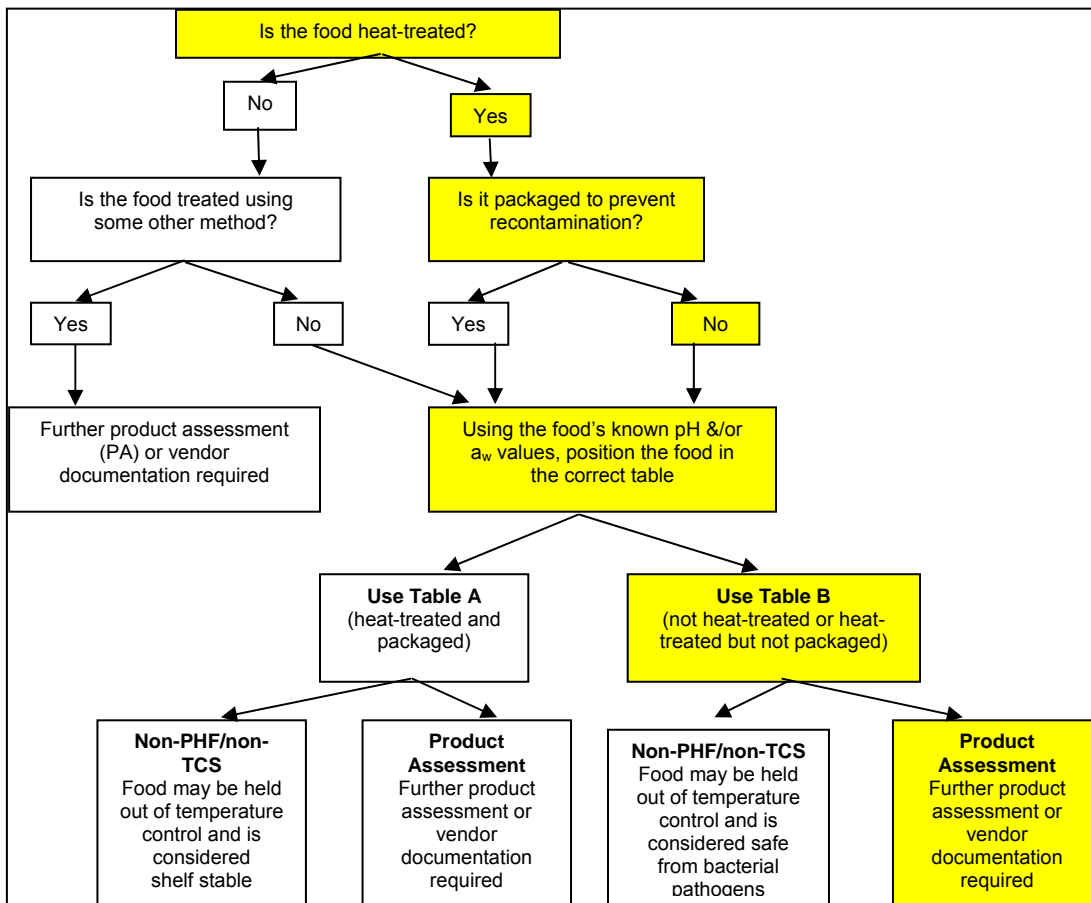 Is the food heat-treated?
No
Yes
Is the food treated using
some other method?
Is it packaged to prevent
recontamination?
Yes
No
Yes
No
Further product assessment
(PA) or vendor
documentation required
Using the food's known pH &/or
aw values, position the food in
the correct table
Use Table A
(heat-treated and
packaged)
Use Table B
(not heat-treated or heat-
treated but not packaged)
Non-PHF/non-
TCS
Food may be held
out of temperature
control and is
considered
shelf stable
Product
Assessment
Further product
assessment or
vendor
documentation
required
Non-PHF/non-TCS
Food may be held
out of temperature
control and is
considered safe
from bacterial
pathogens
Product
Assessment
Further product
assessment or
vendor
documentation
required